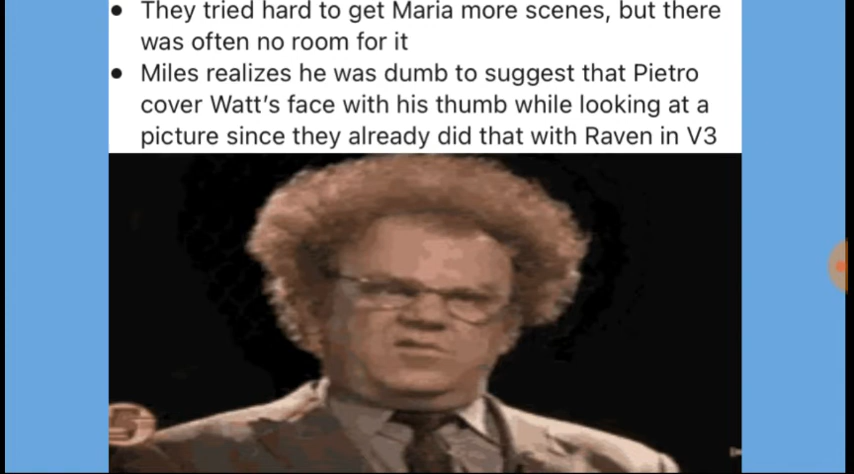 • They tried hard to get Maria more scenes, but there
was often no room for it
• Miles realizes he was dumb to suggest that Pietro
cover Watt’s face with his thumb while looking at a
picture since they already did that with Raven in V3